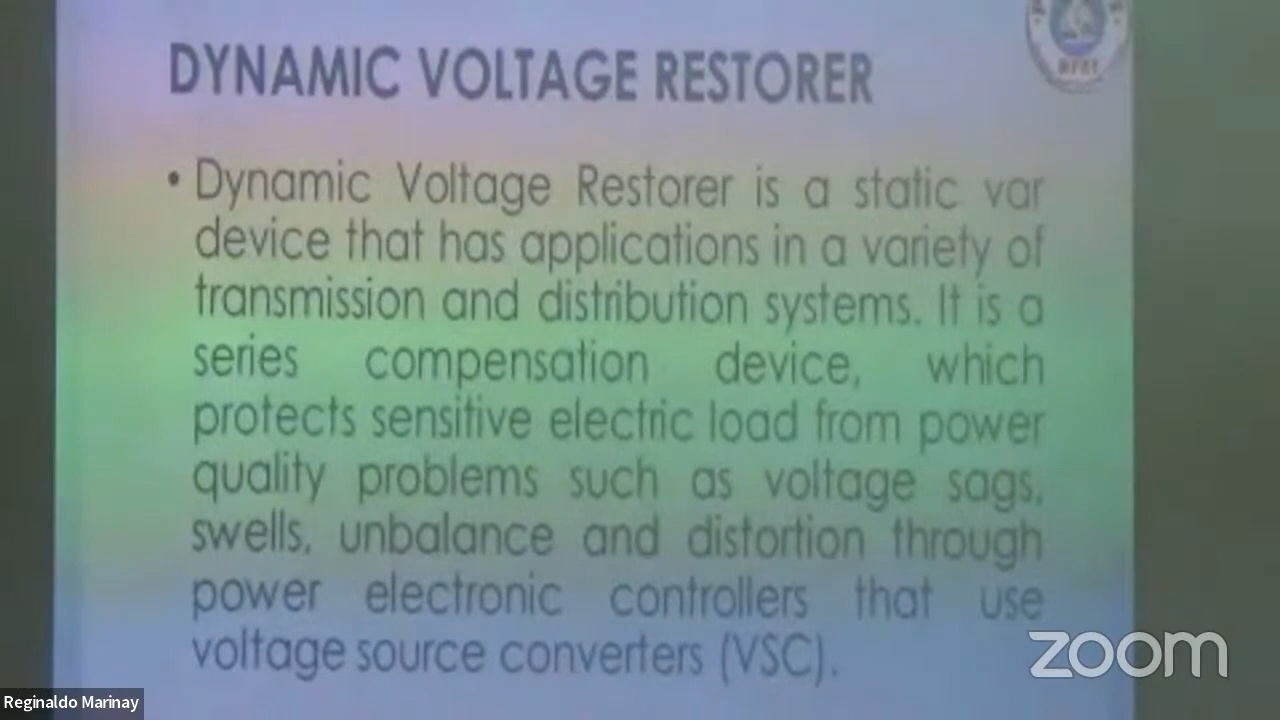 DYNAMIC VOLTAGE RESTORER
• Dynamic Voltage Restorer is a static var
device that has applications in a variety of
transmission and distribution systems. It is a
series compensation device, which
protects sensitive electric load from power
quality problems such as voltage sags,
swells, unbalance and distortion through
power electronic controllers that use
voltage source converters (VSC).
zoom
Reginaldo Marinay